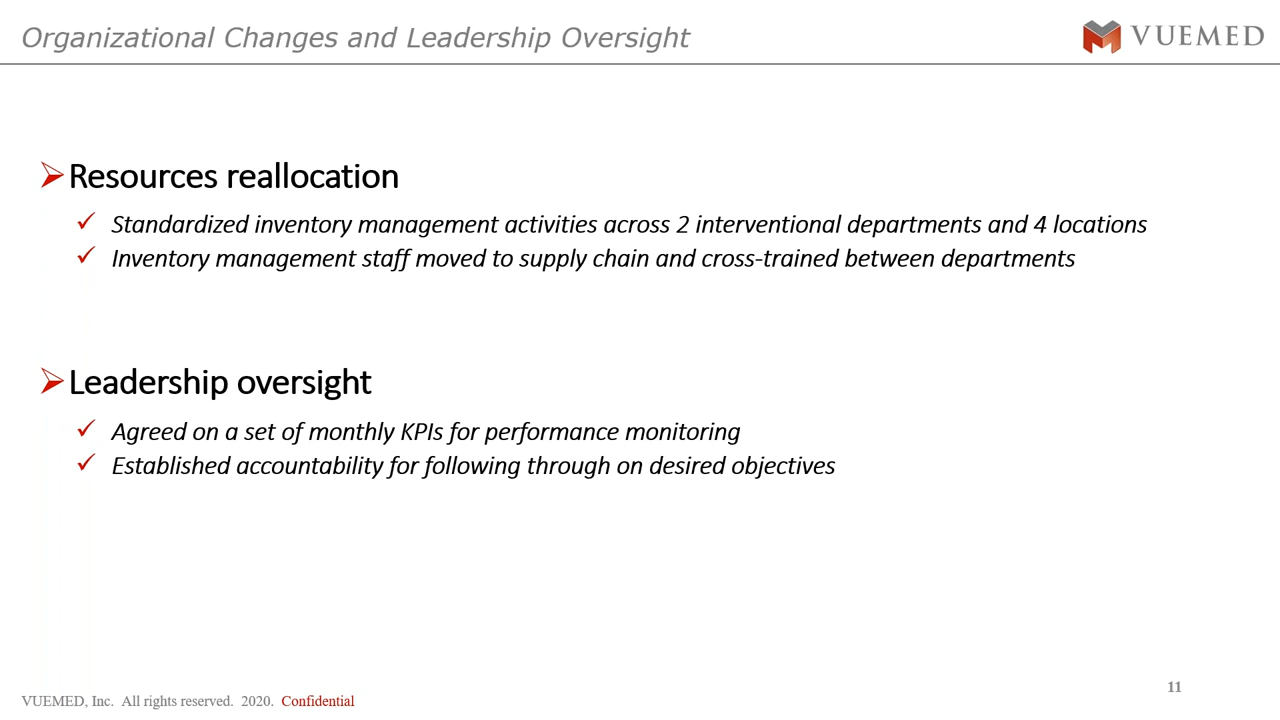 Organizational Changes and Leadership Oversight
VUEMED
Resources reallocation
Standardized inventory management activities across 2 interventional departments and 4 locations
Inventory management staff moved to supply chain and cross-trained between departments
Leadership oversight
Agreed on a set of monthly KPIs for performance monitoring
Established accountability for following through on desired objectives
11
VUEMED, Inc. All rights reserved. 2020. Confidential